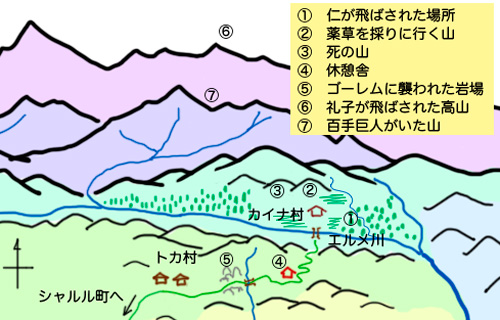 ① 仁が飛ばされた場所
② 薬草を採りに行く山
③ 死の山
④ 休憩舎
⑤ ゴーレムに襲われた岩場
⑥ 礼子が飛ばされた高山
⑦ 百手巨人がいた山
⑥
⑦
③ ②
カイナ村 ①
エルメ川
トカ村 ⑤ ④
シャルル町へ